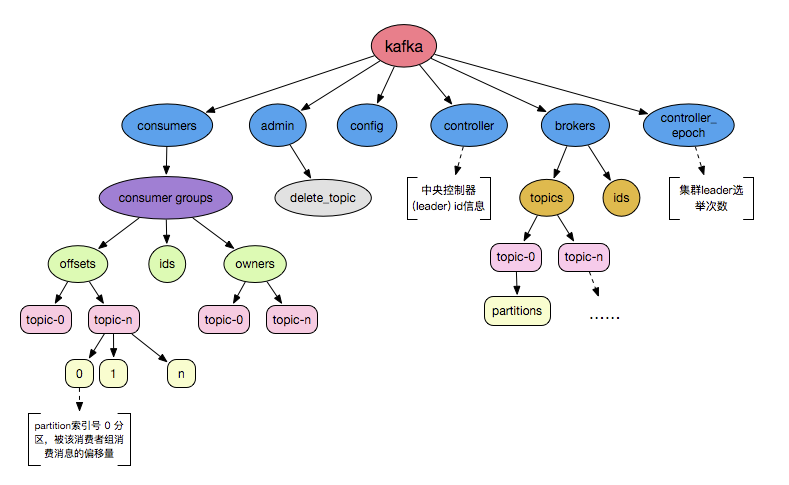 kafka
consumers
admin
config
controller
brokers
controller_
epoch
consumer groups
delete_topic
中央控制器
(leader) id信息
topics
ids
集群leader选
举次数
offsets
ids
owners
topic-0
topic-n
topic-0
topic-n
topic-0
topic-n
partitions
......
0
1
n
partition索引号 0 分
区，被该消费者组消
费消息的偏移量